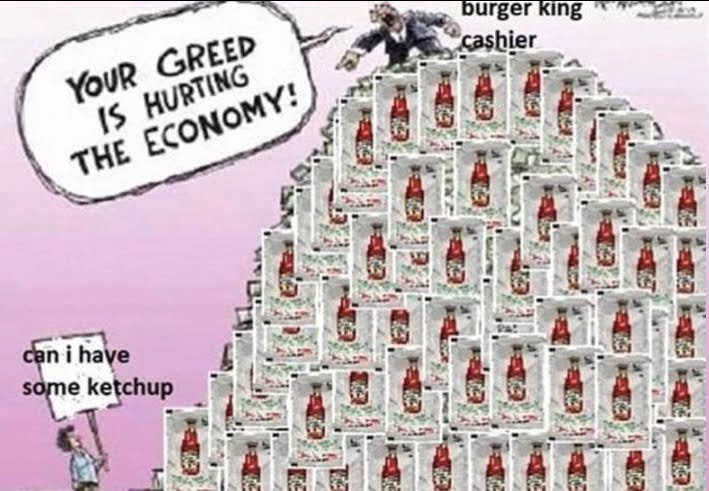 burger king
cashier
YOUR GREED
IS HURTING
THE ECONOMY!
can i have
some ketchup